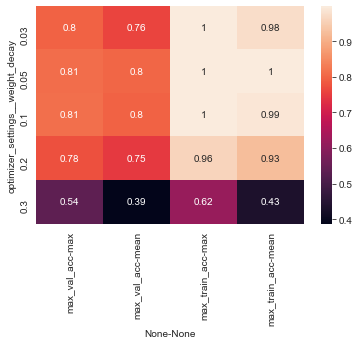 optimizer_settings__weight_decay
0.03 0.8 0.76 1 0.98
0.05 0.81 0.8 1 1
0.1 0.81 0.8 1 0.99
0.2 0.78 0.75 0.96 0.93
0.3 0.54 0.39 0.62 0.43
max_val_acc-max
max_val_acc-mean
max_train_acc-max
max_train_acc-mean
None-None
0.9
0.8
0.7
0.6
0.5
0.4